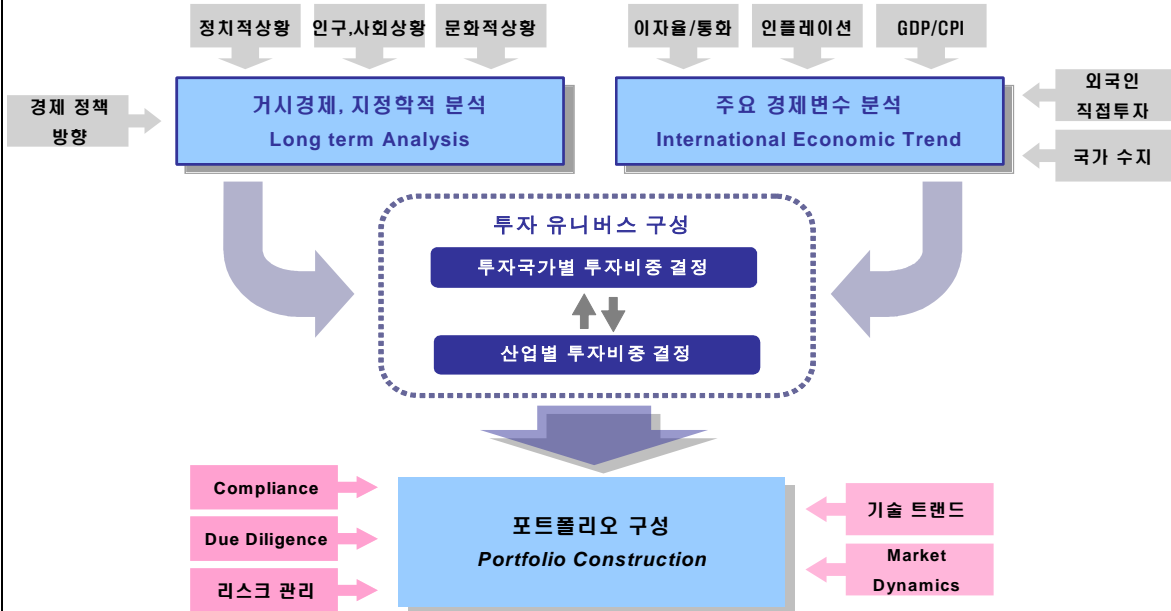 정치적상황
인구,사회상황
문화적상황
이자율/통화
인플레이션
GDP/CPI
경제 정책
방향
거시경제, 지정학적 분석
Long term Analysis
주요 경제변수 분석
International Economic Trend
외국인
직접투자
국가 수지
투자 유니버스 구성
투자국가별 투자비중 결정
산업별 투자비중 결정
Compliance
Due Diligence
리스크 관리
포트폴리오 구성
Portfolio Construction
기술 트랜드
Market
Dynamics